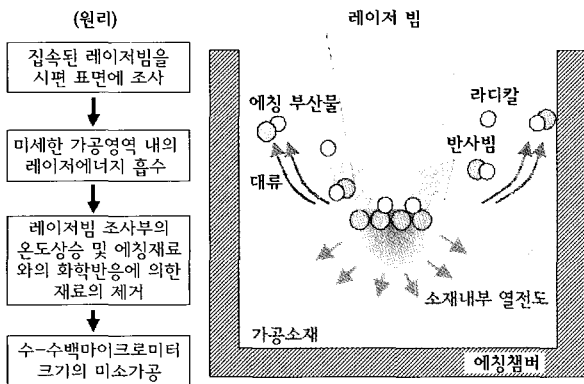 (원리)
집속된 레이저빔을
시편 표면에 조사
미세한 가공영역 내의
레이저에너지 흡수
레이저빔 조사부의
온도상승 및 에칭재료
와의 화학반응에 의한
재료의 제거
수-수백마이크로미터
크기의 미소가공
레이저 빔
에칭 부산물
라디칼
반사빔
대류
소재내부 열전도
가공소재
에칭챔버